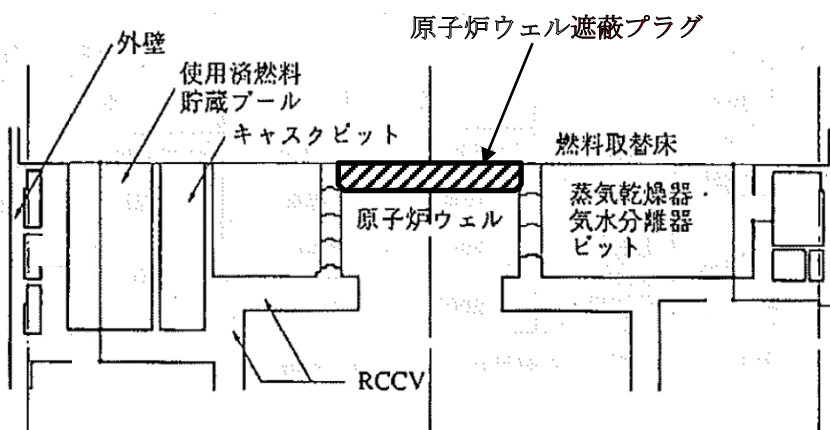 原子炉ウェル遮蔽プラグ
外壁
使用済燃料
貯蔵プール
キャスクピット
燃料取替床
原子炉ウェル
蒸気乾燥器・
気水分離器
ピット
RCCV